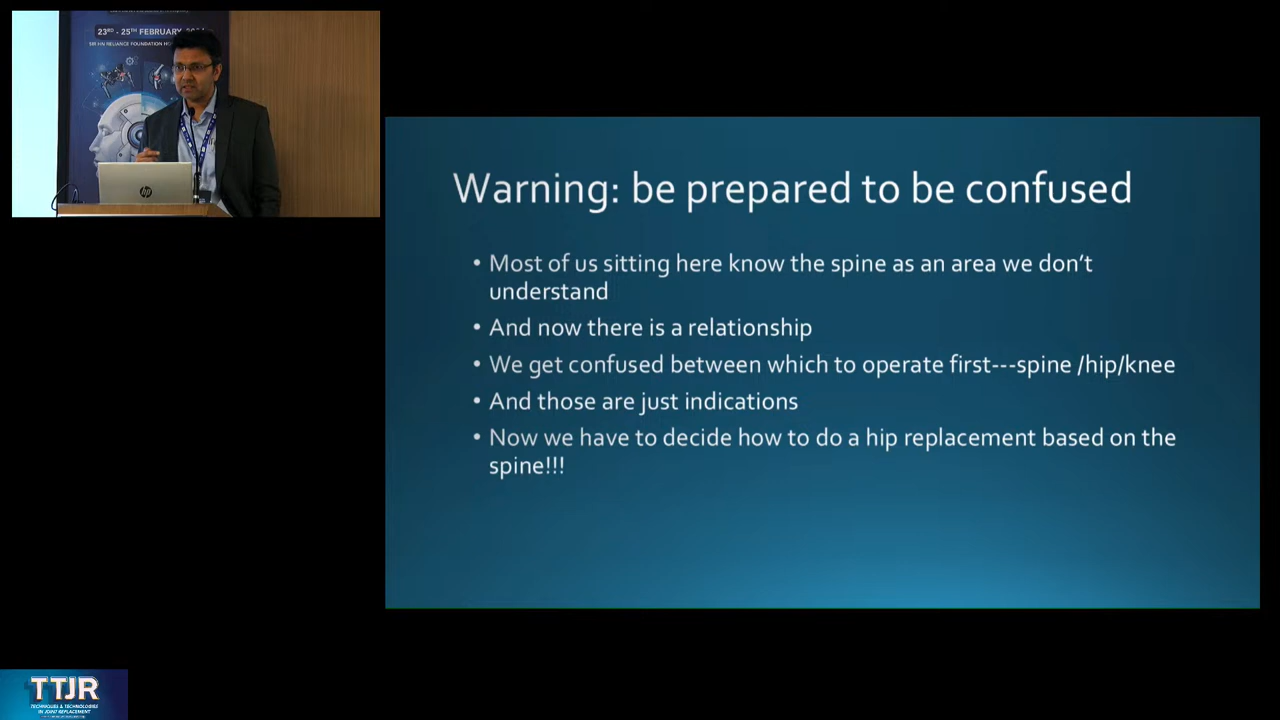 23RD - 25TH FEBRUARY
SIR HN RELIANCE FOUNDATION
hp
Warning: be prepared to be confused
• Most of us sitting here know the spine as an area we don’t
understand
• And now there is a relationship
• We get confused between which to operate first---spine /hip/knee
• And those are just indications
• Now we have to decide how to do a hip replacement based on the
spine!!!
TTJR
TECHNIQUES & TECHNOLOGIES
IN JOINT REPLACEMENT